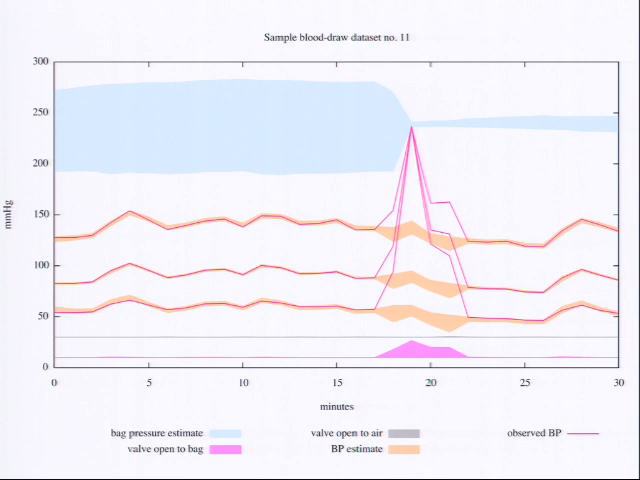 Sample blood-draw dataset no. 11
300
250
200
150
100
50
0
mmHg
0 5 10 15 20 25 30
minutes
bag pressure estimate valve open to air observed BP
valve open to bag BP estimate